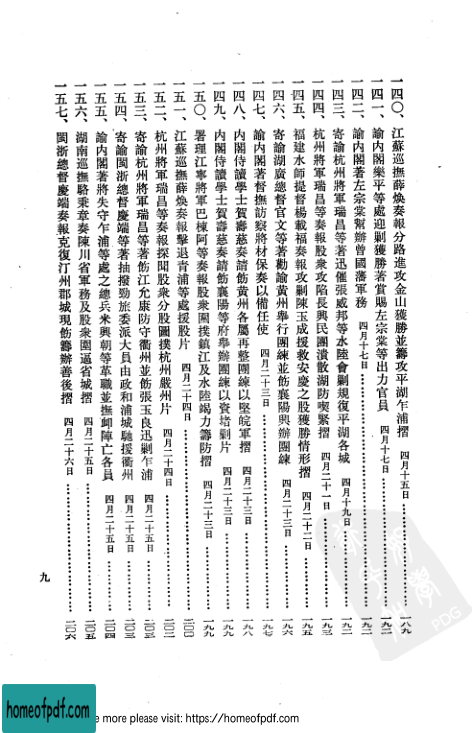 一四〇、江蘇巡撫薛煥奏報分路進攻金山獲勝並籌攻平湖乍浦摺 四月十五日……一八九
一四一、諭內閣樂平等處迎剿獲勝著賞賜左宗棠等出力官員 四月十七日……一九二
一四二、諭內閣著左宗棠幫辦曾國藩軍務 四月十七日……一九二
一四三、寄諭杭州將軍瑞昌等著迅催張威邦等水陸會剿規復平湖各城 四月十九日……一九二
一四四、杭州將軍瑞昌等奏報股衆攻陷長興民團潰散湖防喫緊摺 四月二十一日……一九三
一四五、福建水師提督楊載福奏報攻剿陳玉成援救安慶之股獲勝情形摺 四月二十二日……一九五
一四六、寄諭湖廣總督官文等著勸諭黃州舉行團練並飭襄陽興辦團練 四月二十三日……一九六
一四七、諭內閣著督撫訪察將材保奏以備任使 四月二十三日……一九七
一四八、內閣侍讀學士賀壽慈奏請飭黃州各屬再整團練以堅皖軍摺 四月二十三日……一九八
一四九、內閣侍讀學士賀壽慈奏請飭襄陽等府舉辦團練以資培剿片 四月二十三日……一九九
一五〇、署理江寧將軍巴棟阿等奏報股衆圍撲鎮江及水陸竭力籌防摺 四月二十三日……一九九
一五一、江蘇巡撫薛煥奏報擊退青浦等處援股片 四月二十四日……二〇〇
一五二、杭州將軍瑞昌等奏報探聞股衆分股圖撲杭州嚴州片 四月二十四日……二〇二
一五三、寄諭杭州將軍瑞昌等著飭江允康防守衢州並飭張玉良迅剿乍浦 四月二十五日……二〇三
一五四、寄諭閩浙總督慶端等著抽撥勁旅委派大員由政和浦城馳援衢州 四月二十五日……二〇三
一五五、諭內閣著將失守乍浦等處之總兵米興朝等革職並撫卹陣亡各員 四月二十五日……二〇四
一五六、湖南巡撫駱秉章奏陳川省軍務及股衆圍逼省城摺 四月二十五日……二〇五
一五七、閩浙總督慶端奏報克復汀州郡城現飭籌辦善後摺 四月二十六日……二〇六
九
PDG
homeofpdf.com
e more please visit: https://homeofpdf.com